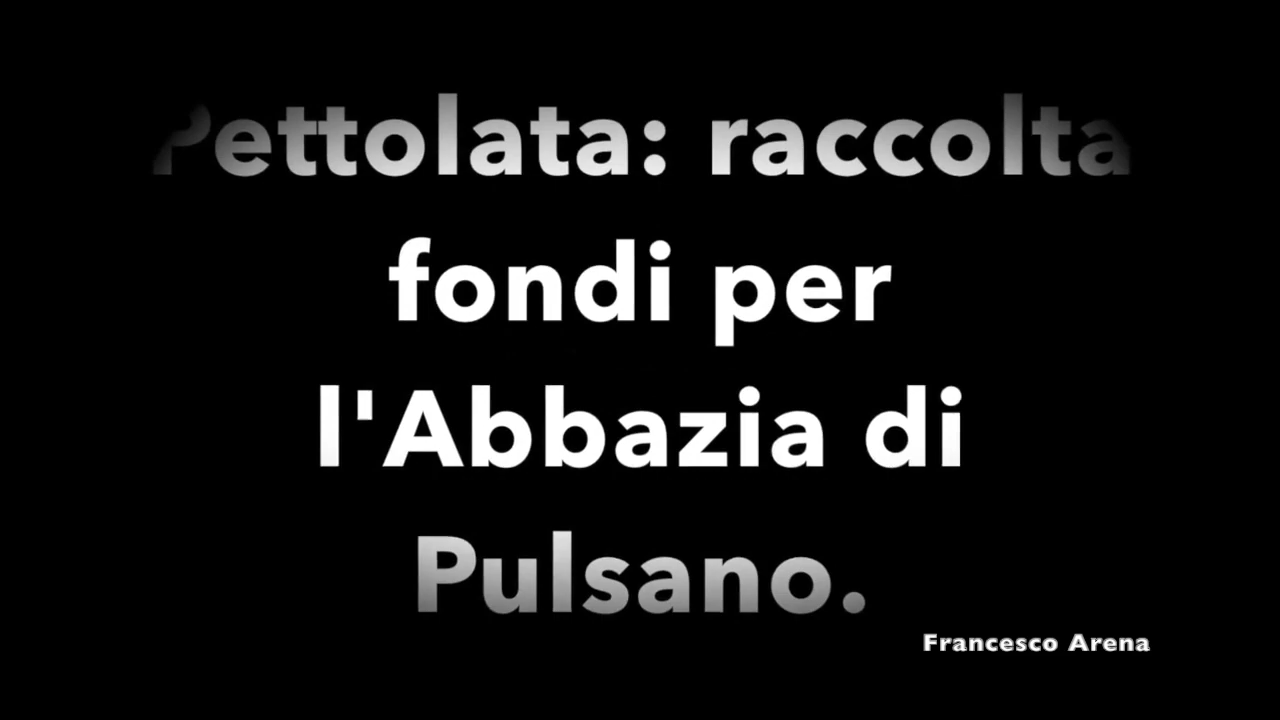 Pettolata: raccolta
fondi per
l'Abbazia di
Pulsano.
Francesco Arena